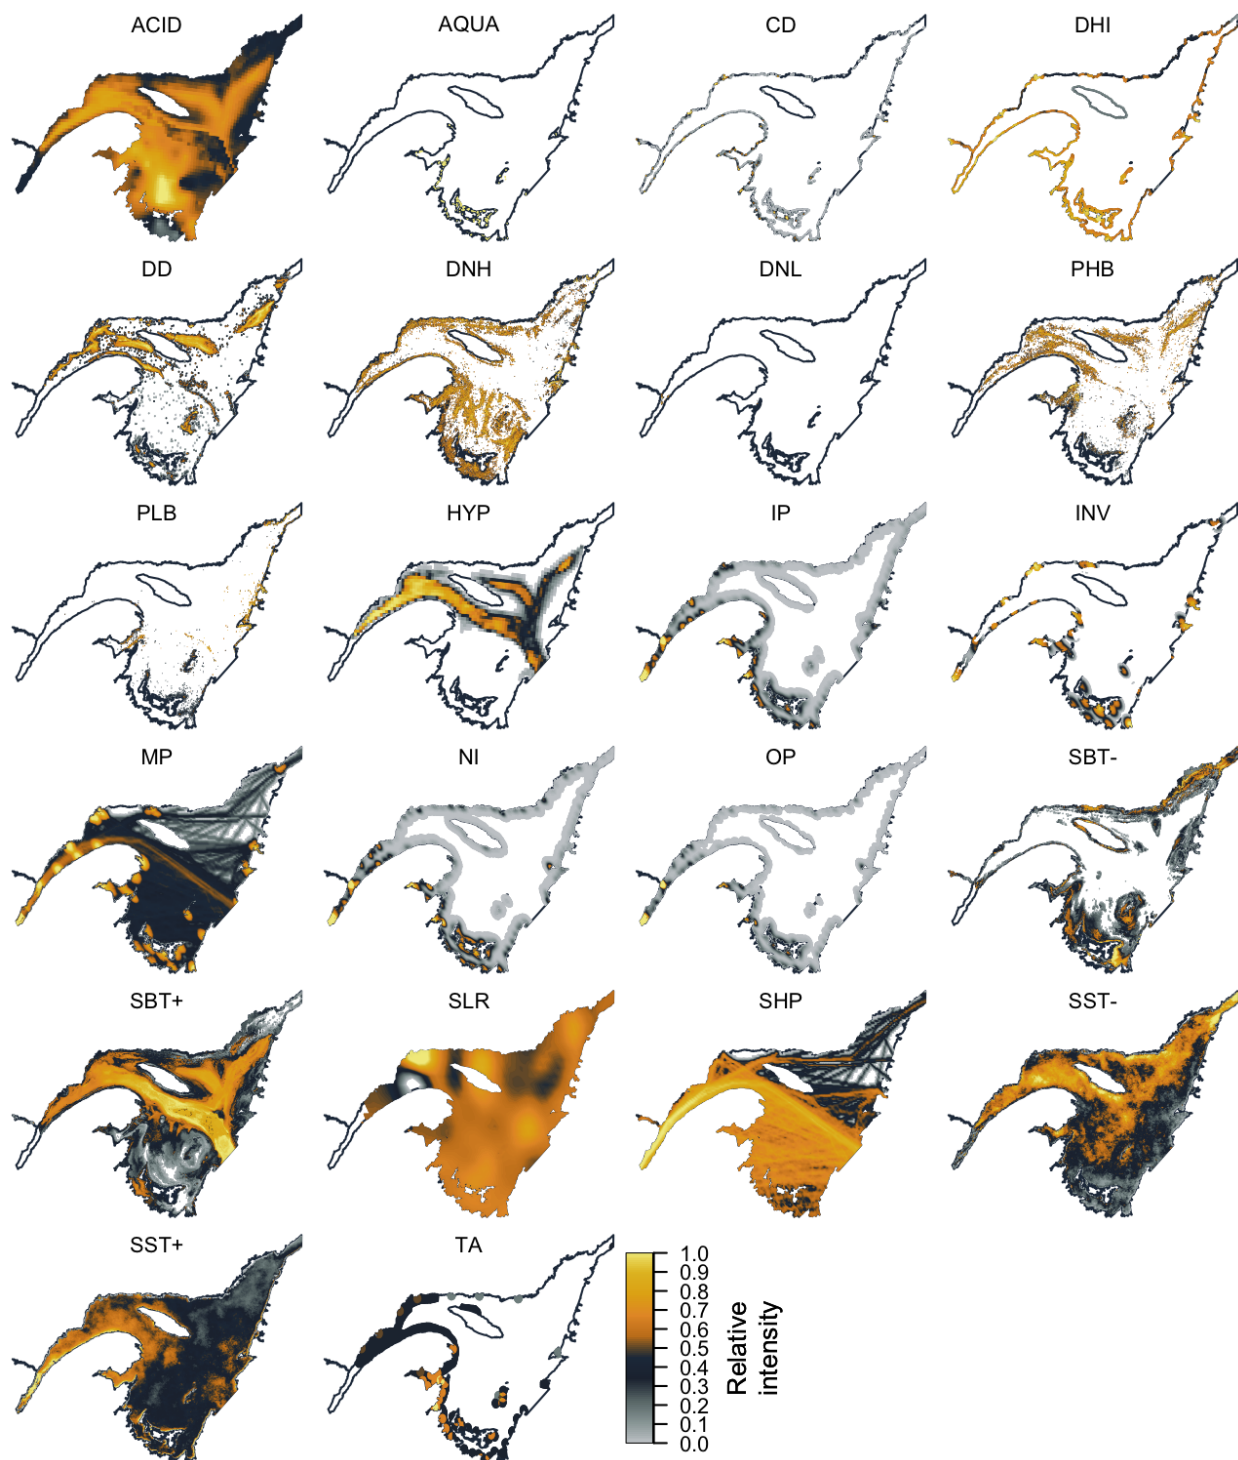 ACID
AQUA
CD
DHI
DD
DNH
DNL
PHB
PLB
HYP
IP
INV
MP
NI
OP
SBT-
SBT+
SLR
SHP
SST-
SST+
TA
1.0
0.9
0.8
0.7
0.6
0.5
0.4
0.3
0.2
0.1
0.0
Relative
intensity